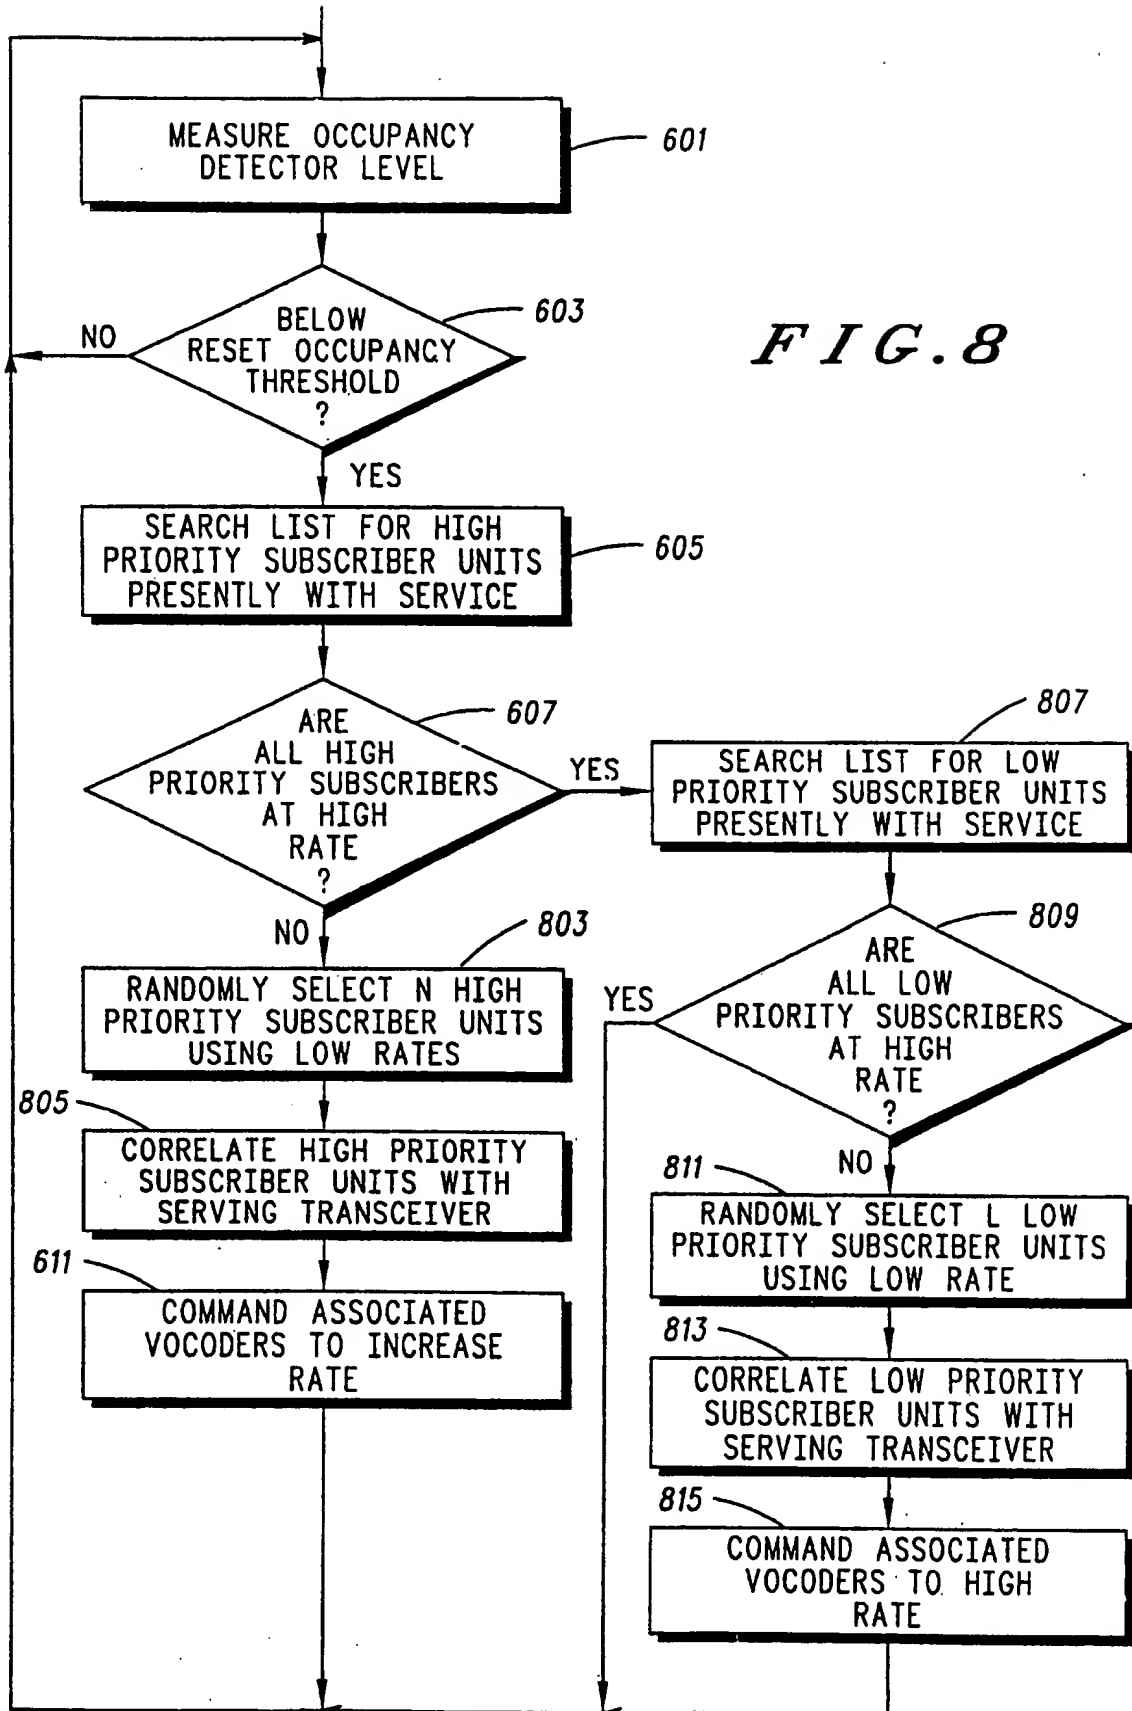 MEASURE OCCUPANCY
DETECTOR LEVEL
601
BELOW
RESET OCCUPANCY
THRESHOLD
?
603
NO
YES
FIG.8
SEARCH LIST FOR HIGH
PRIORITY SUBSCRIBER UNITS
PRESENTLY WITH SERVICE
605
ARE
ALL HIGH
PRIORITY SUBSCRIBERS
AT HIGH
RATE
?
607
YES
NO
807
SEARCH LIST FOR LOW
PRIORITY SUBSCRIBER UNITS
PRESENTLY WITH SERVICE
803
RANDOMLY SELECT N HIGH
PRIORITY SUBSCRIBER UNITS
USING LOW RATES
809
ARE
ALL LOW
PRIORITY SUBSCRIBERS
AT HIGH
RATE
?
YES
NO
805
CORRELATE HIGH PRIORITY
SUBSCRIBER UNITS WITH
SERVING TRANSCEIVER
811
RANDOMLY SELECT L LOW
PRIORITY SUBSCRIBER UNITS
USING LOW RATE
611
COMMAND ASSOCIATED
VOCODERS TO INCREASE
RATE
813
CORRELATE LOW PRIORITY
SUBSCRIBER UNITS WITH
SERVING TRANSCEIVER
815
COMMAND ASSOCIATED
VOCODERS TO HIGH
RATE